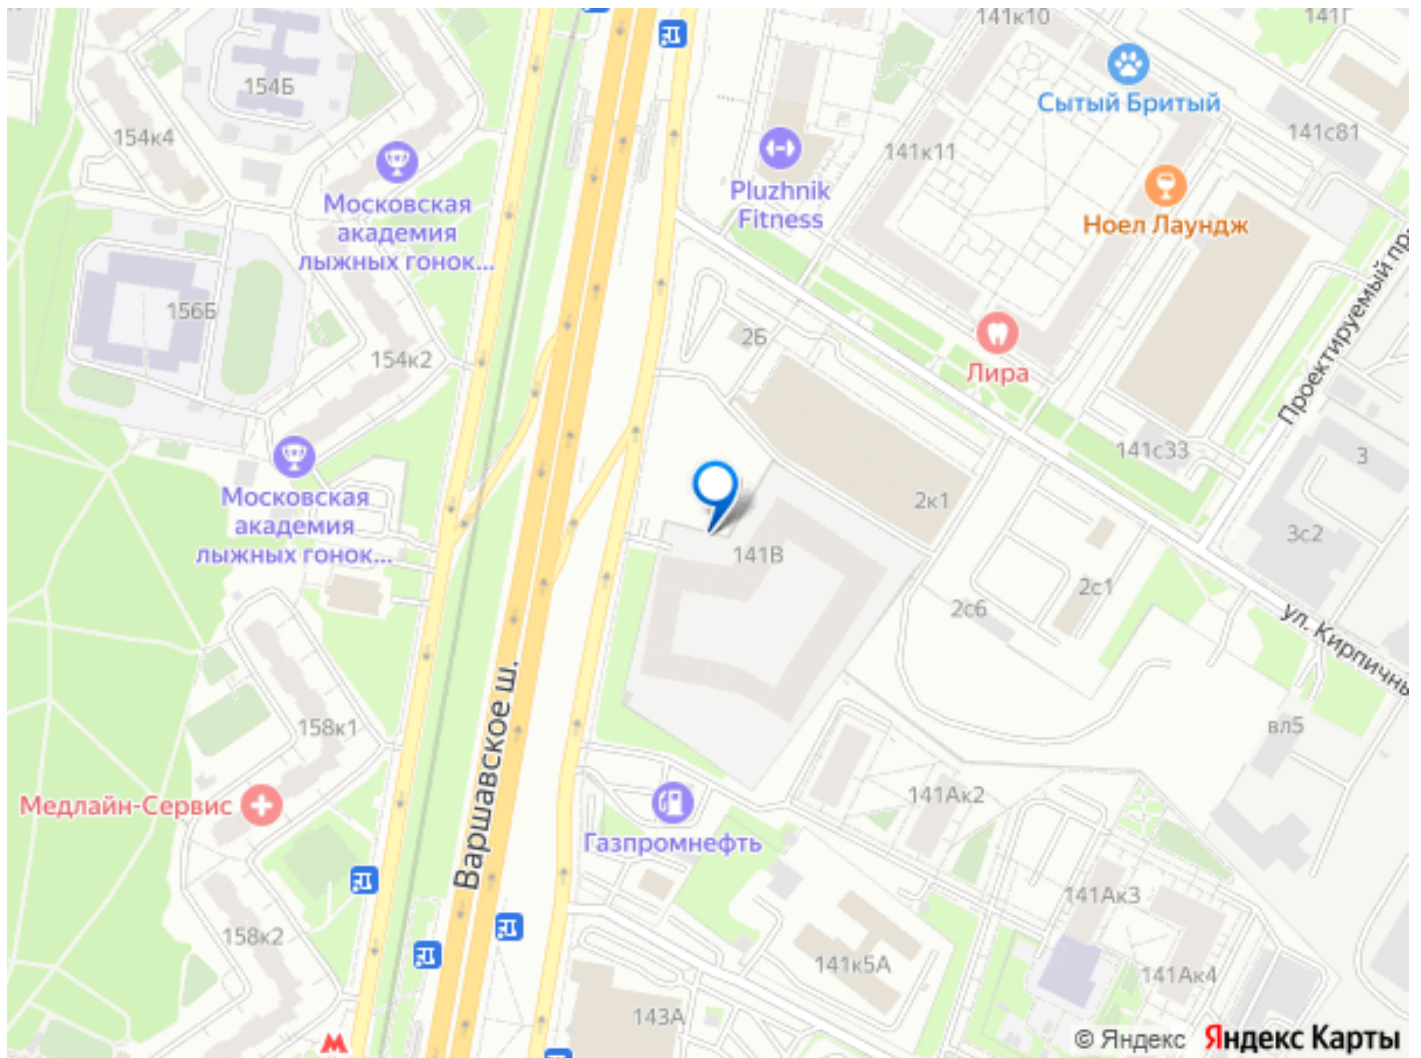 141к10
141Г
154Б
Сытый Бритый
154к4
141с81
141к11
Pluzhnik
Fitness
Московская
академия
лыжных гонок...
Ноел Лаундж
156Б
2Б
154к2
Лира
Проектируемый пр
141с33
3
Московская
академия
лыжных гонок...
2к1
3с2
141В
2с1
2с6
ул. Кирпичны
Варшавское ш.
158к1
вл5
Медлайн-Сервис
141Ак2
Газпромнефть
141Ак3
158к2
141к5А
141Ак4
143А
© Яндекс Яндекс Карты